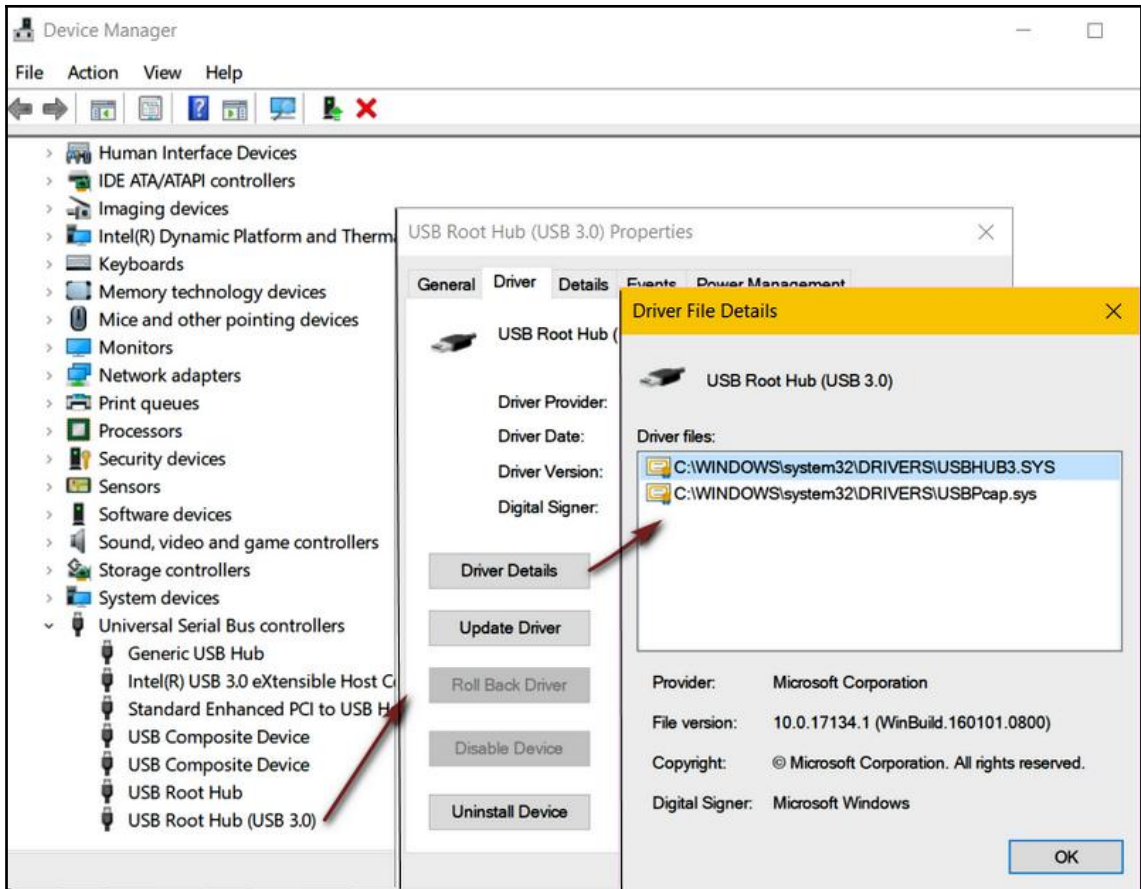 Device Manager
File Action View Help
Human Interface Devices
IDE ATA/ATAPI controllers
Imaging devices
Intel(R) Dynamic Platform and Therm
Keyboards
Memory technology devices
Mice and other pointing devices
Monitors
Network adapters
Print queues
Processors
Security devices
Sensors
Software devices
Sound, video and game controllers
Storage controllers
System devices
Universal Serial Bus controllers
Generic USB Hub
Intel(R) USB 3.0 eXtensible Host C
Standard Enhanced PCI to USB H
USB Composite Device
USB Composite Device
USB Root Hub
USB Root Hub (USB 3.0)
USB Root Hub (USB 3.0) Properties
General Driver Details Events Power Management
USB Root Hub (
Driver Provider:
Driver Date:
Driver Version:
Digital Signer:
Driver Details
Update Driver
Roll Back Driver
Disable Device
Uninstall Device
Driver File Details
USB Root Hub (USB 3.0)
Driver files:
C:\WINDOWS\system32\DRIVERS\USBHUB3.SYS
C:\WINDOWS\system32\DRIVERS\USBPcap.sys
Provider: Microsoft Corporation
File version: 10.0.17134.1 (WinBuild.160101.0800)
Copyright: © Microsoft Corporation. All rights reserved.
Digital Signer: Microsoft Windows
OK